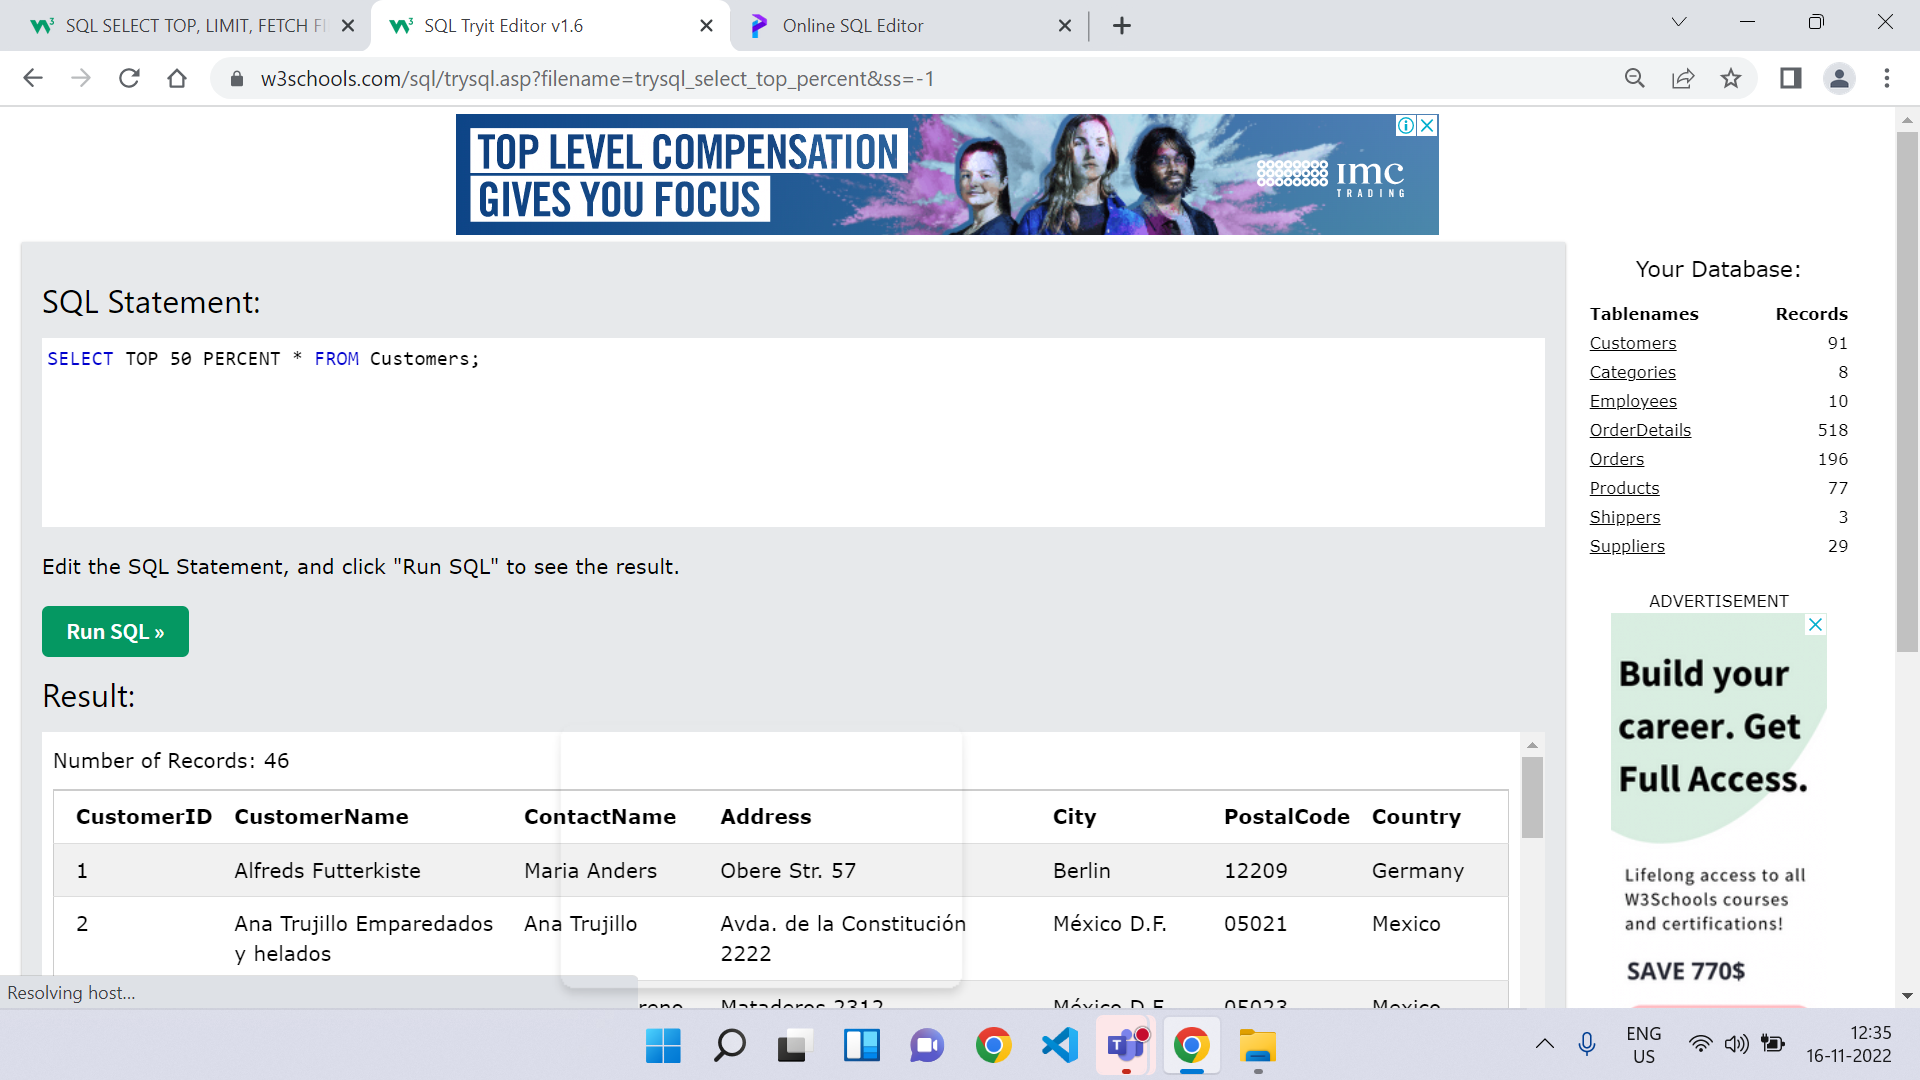 SQL SELECT TOP, LIMIT, FETCH FI
SQL Tryit Editor v1.6
Online SQL Editor
w3schools.com/sql/trysql.asp?filename=trysql_select_top_percent&ss=-1
TOP LEVEL COMPENSATION
GIVES YOU FOCUS
imc
TRADING
SQL Statement:
SELECT TOP 50 PERCENT * FROM Customers;
Edit the SQL Statement, and click "Run SQL" to see the result.
Run SQL »
Result:
Number of Records: 46
CustomerID CustomerName ContactName Address City PostalCode Country
1 Alfreds Futterkiste Maria Anders Obere Str. 57 Berlin 12209 Germany
2 Ana Trujillo Emparedados y helados Ana Trujillo Avda. de la Constitución 2222 México D.F. 05021 Mexico
reno Mataderos 2312 México D.F. 05023 Mexico
Your Database:
Tablenames Records
Customers 91
Categories 8
Employees 10
OrderDetails 518
Orders 196
Products 77
Shippers 3
Suppliers 29
ADVERTISEMENT
Build your
career. Get
Full Access.
Lifelong access to all
W3Schools courses
and certifications!
SAVE 770$
Resolving host...
ENG
US
12:35
16-11-2022